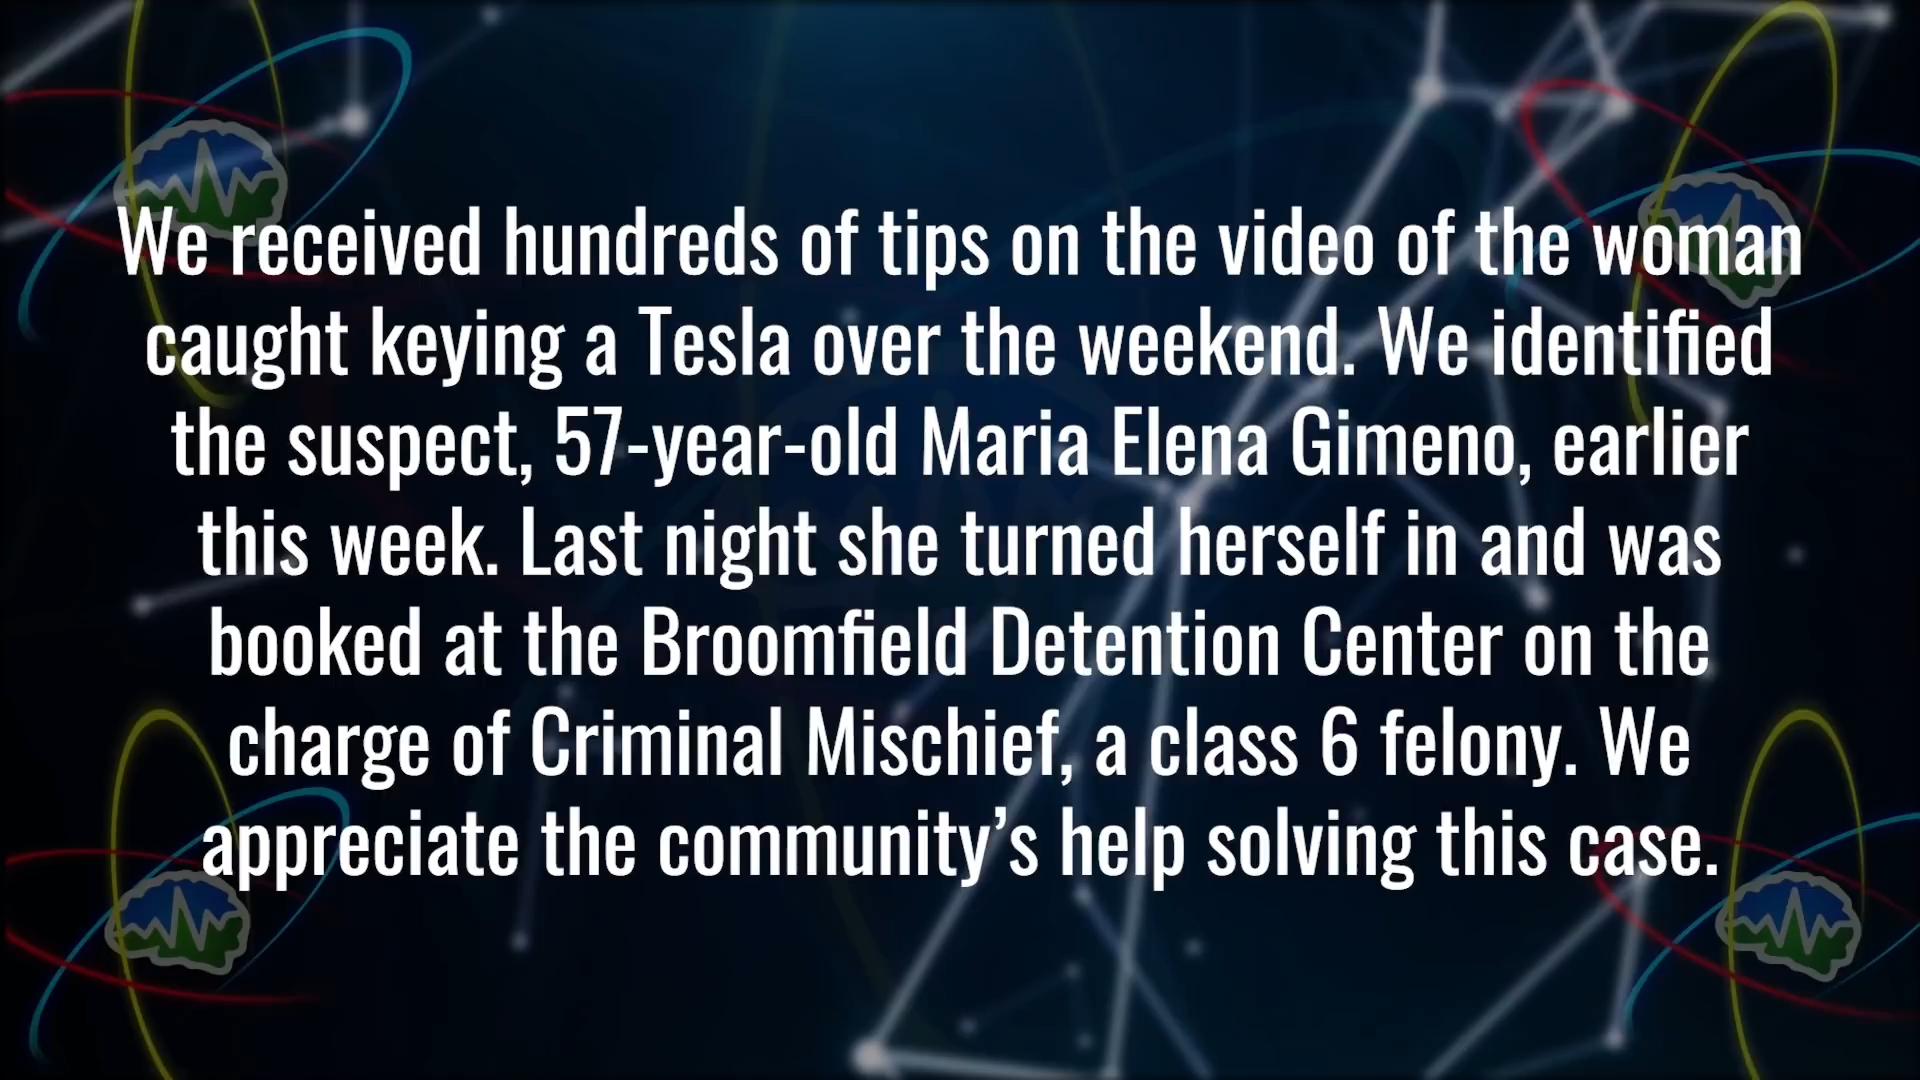 We received hundreds of tips on the video of the woman
caught keying a Tesla over the weekend. We identified
the suspect, 57-year-old Maria Elena Gimeno, earlier
this week. Last night she turned herself in and was
booked at the Broomfield Detention Center on the
charge of Criminal Mischief, a class 6 felony. We
appreciate the community’s help solving this case.